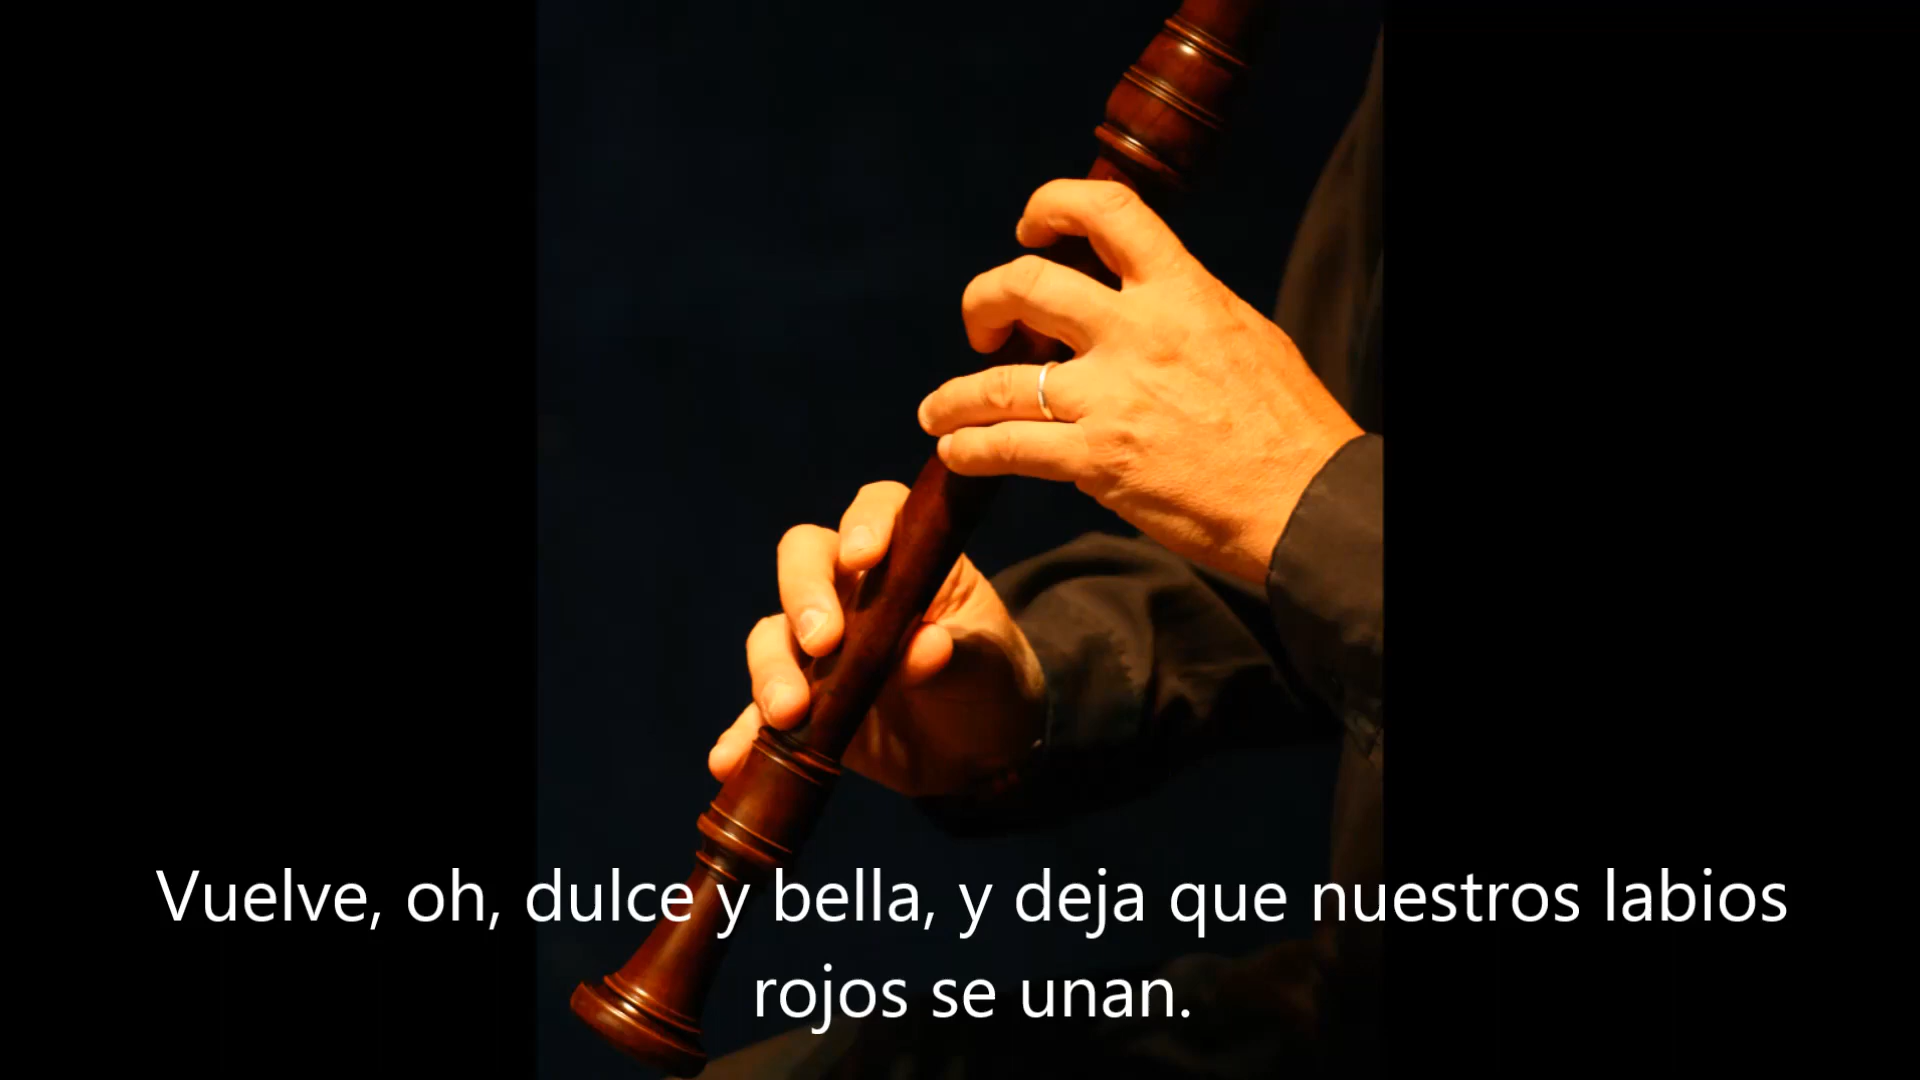 Vuelve, oh, dulce y bella, y deja que nuestros labios
rojos se unan.